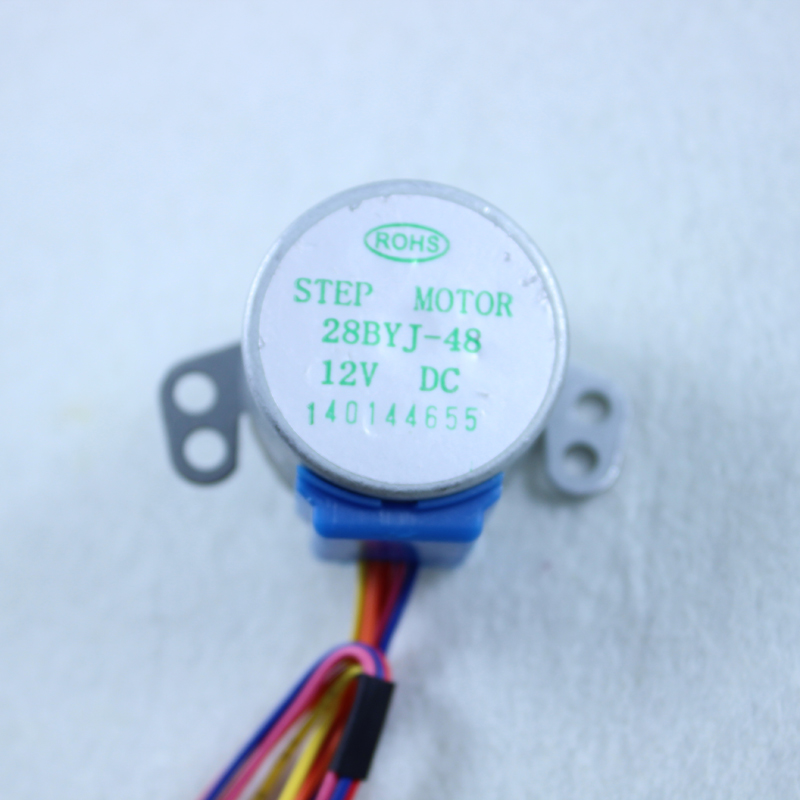 ROHS
STEP MOTOR
28BYJ-48
12V DC
140144655